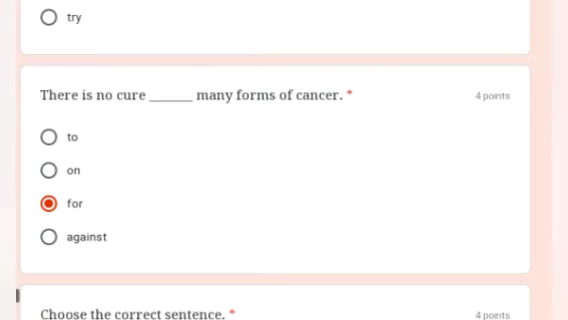 try
There is no cure ______ many forms of cancer. *
4 points
to
on
for
against
Choose the correct sentence. *
4 points